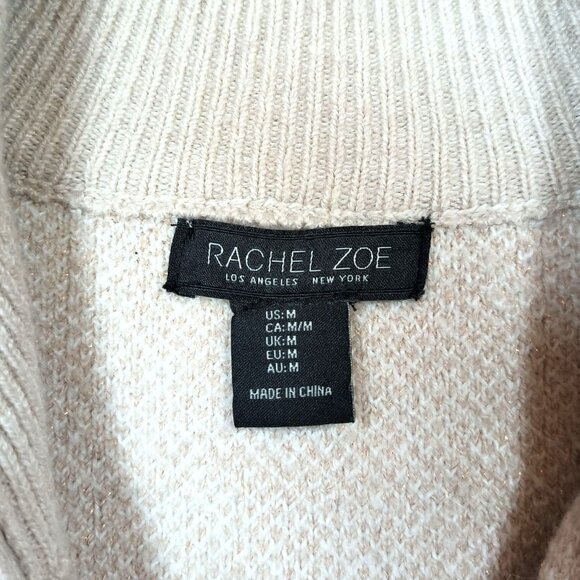 RACHEL ZOE
LOS ANGELES NEW YORK
US: M
CA: M/M
UK: M
EU: M
AU: M
MADE IN CHINA